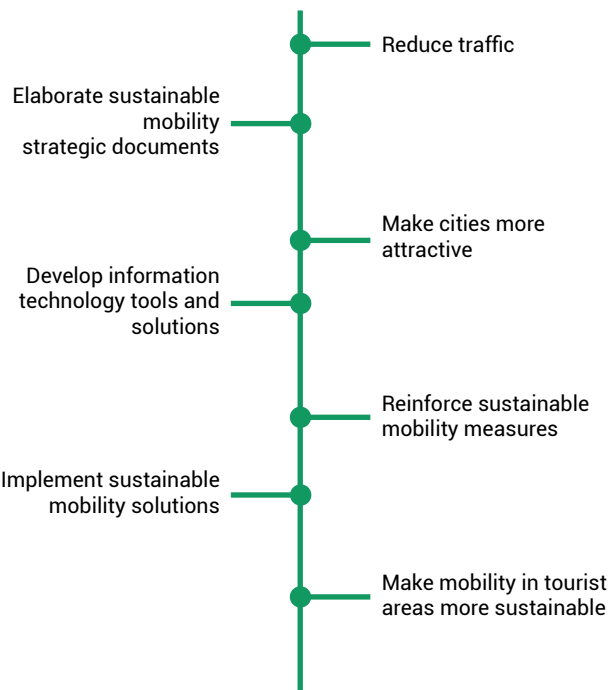 Reduce traffic
Elaborate sustainable
mobility
strategic documents
Make cities more
attractive
Develop information
technology tools and
solutions
Reinforce sustainable
mobility measures
Implement sustainable
mobility solutions
Make mobility in tourist
areas more sustainable